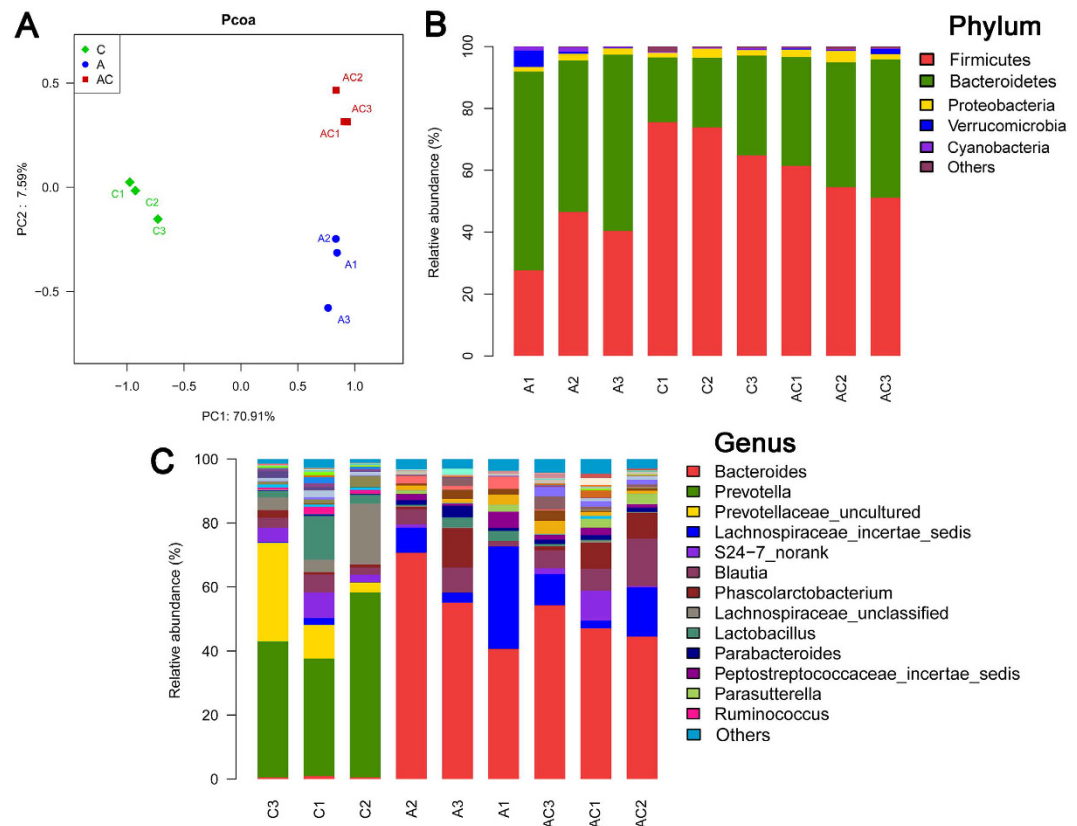 A
Pcoa
C
A
AC
AC2
AC3
AC1
C1
C2
C3
A2
A1
A3
0.5
0.0
−0.5
PC2 : 7.59%
−1.0
−0.5
0.0
0.5
1.0
PC1: 70.91%
B
Phylum
Firmicutes
Bacteroidetes
Proteobacteria
Verrucomicrobia
Cyanobacteria
Others
Relative abundance (%)
100
80
60
40
20
0
A1
A2
A3
C1
C2
C3
AC1
AC2
AC3
C
Genus
Bacteroides
Prevotella
Prevotellaceae_uncultured
Lachnospiraceae_incertae_sedis
S24-7_norank
Blautia
Phascolarctobacterium
Lachnospiraceae_unclassified
Lactobacillus
Parabacteroides
Peptostreptococcaceae_incertae_sedis
Parasutterella
Ruminococcus
Others
Relative abundance (%)
100
80
60
40
20
0
C3
C1
C2
A2
A3
A1
AC3
AC1
AC2